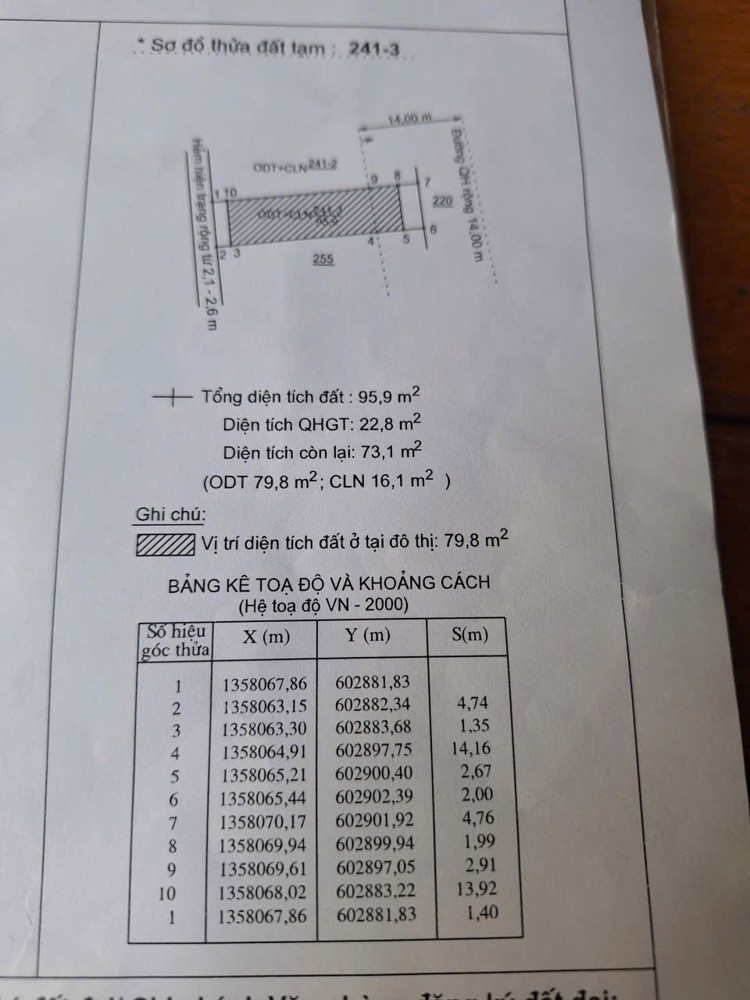 * Sơ đồ thửa đất tạm : 241-3
14,00 m
Hẻm hiện trạng rộng từ 2,1 - 2,6 m
Đường QH rộng 14,00 m
ODT+CLN 241-2
1 10
9 8 7
220
ODT+CLN 241-3
95,9
2 3
4 5 6
255
Tổng diện tích đất : 95,9 m2
Diện tích QHGT: 22,8 m2
Diện tích còn lại: 73,1 m2
(ODT 79,8 m2 ; CLN 16,1 m2 )
Ghi chú:
Vị trí diện tích đất ở tại đô thị: 79,8 m2
BẢNG KÊ TOẠ ĐỘ VÀ KHOẢNG CÁCH
(Hệ toạ độ VN - 2000)
Số hiệu góc thửa X (m) Y (m) S(m)
1 1358067,86 602881,83
2 1358063,15 602882,34 4,74
3 1358063,30 602883,68 1,35
4 1358064,91 602897,75 14,16
5 1358065,21 602900,40 2,67
6 1358065,44 602902,39 2,00
7 1358070,17 602901,92 4,76
8 1358069,94 602899,94 1,99
9 1358069,61 602897,05 2,91
10 1358068,02 602883,22 13,92
1 1358067,86 602881,83 1,40